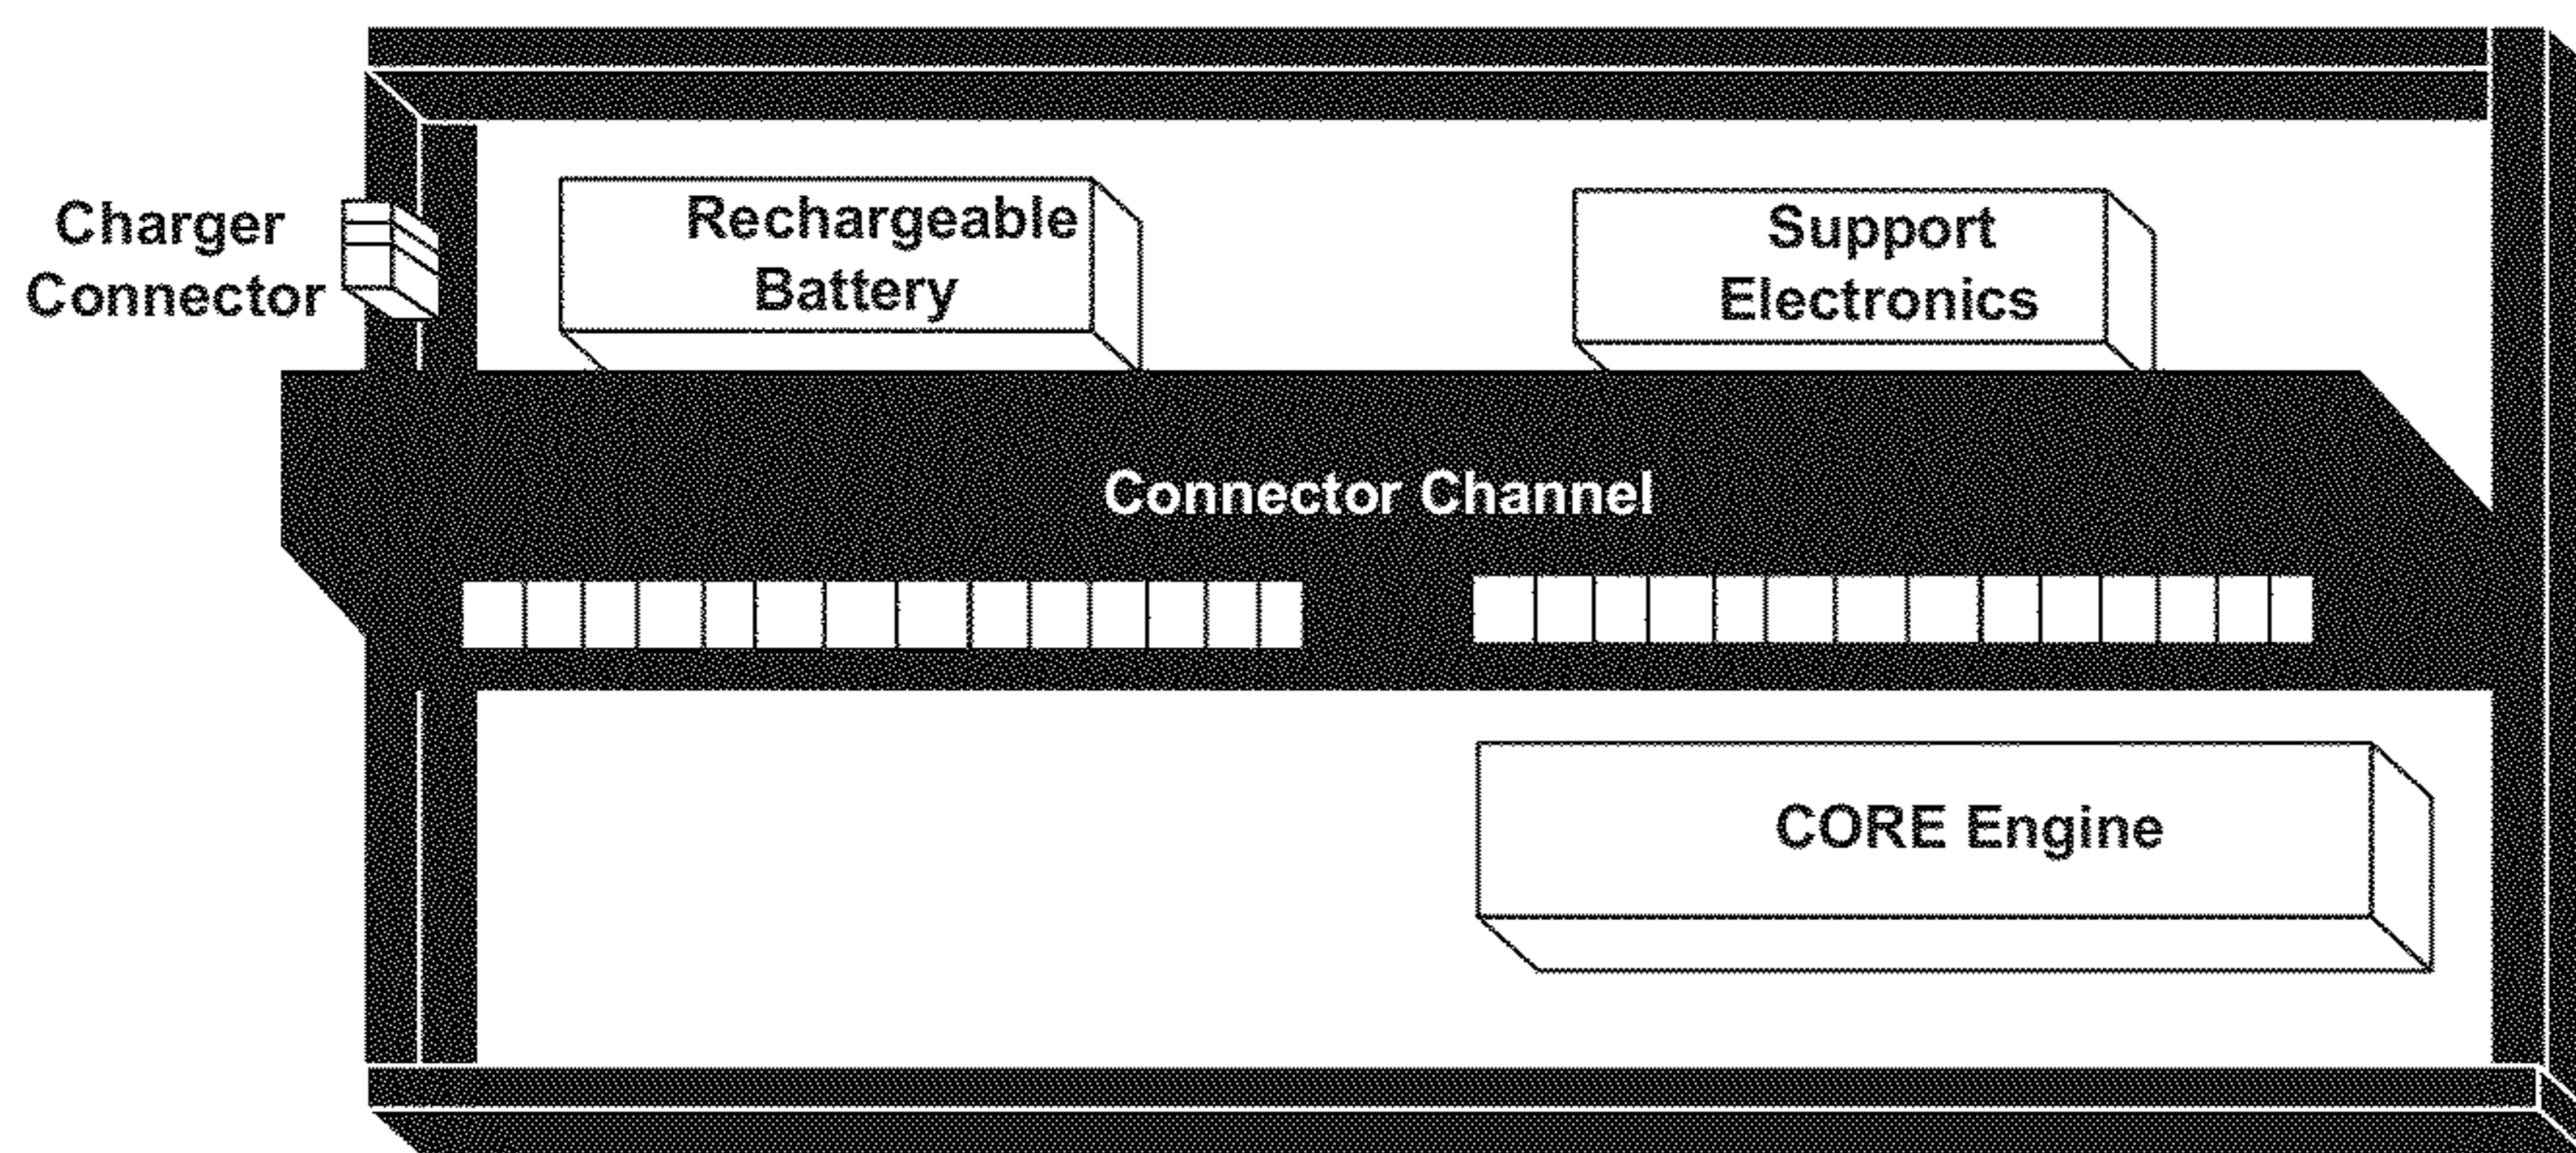 Charger
Connector
Rechargeable
Battery
Support
Electronics
Connector Channel
CORE Engine